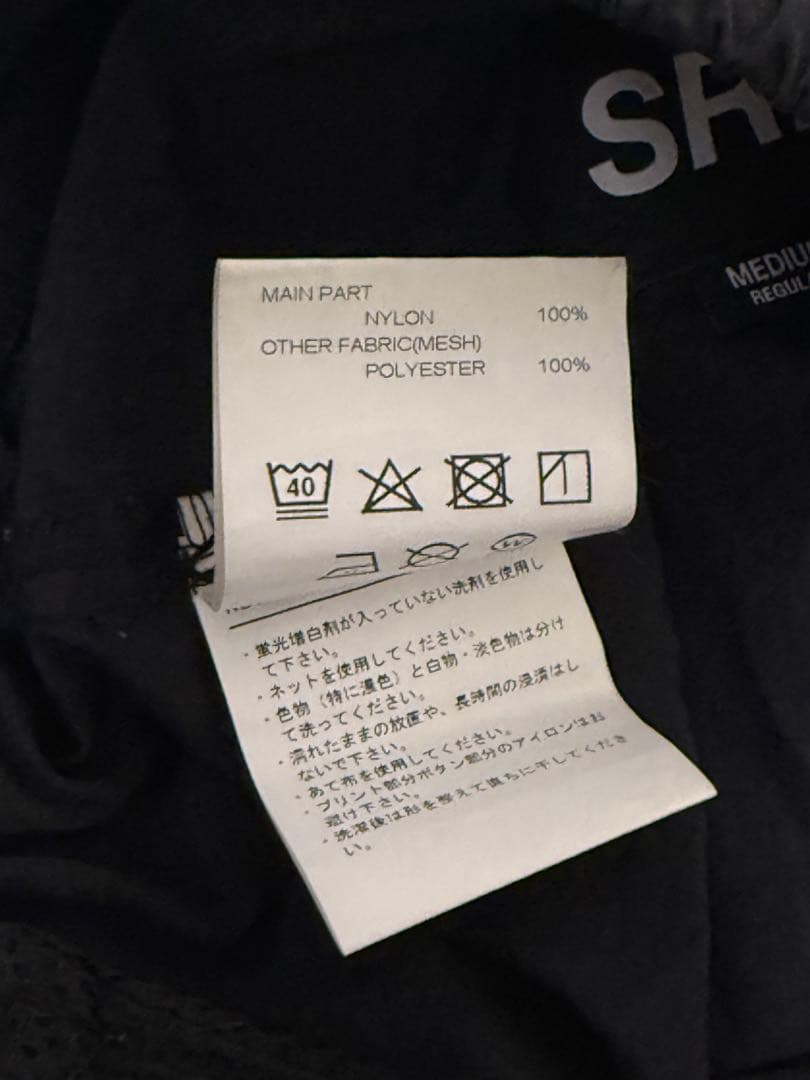 MEDIU
REGUL
MAIN PART
NYLON 100%
OTHER FABRIC(MESH)
POLYESTER 100%
40
・蛍光増白剤が入っていない洗剤を使用し
て下さい。
・ネットを使用してください。
・色物（特に濃色）と白物・淡色物は分け
て洗ってください。
・濡れたままの放置や、長時間の浸漬はし
ないで下さい。
・あて布を使用してください。
・プリント部分ボタン部分のアイロンはお
避け下さい。
・洗濯後は形を整えて直ちに干してくださ
い。